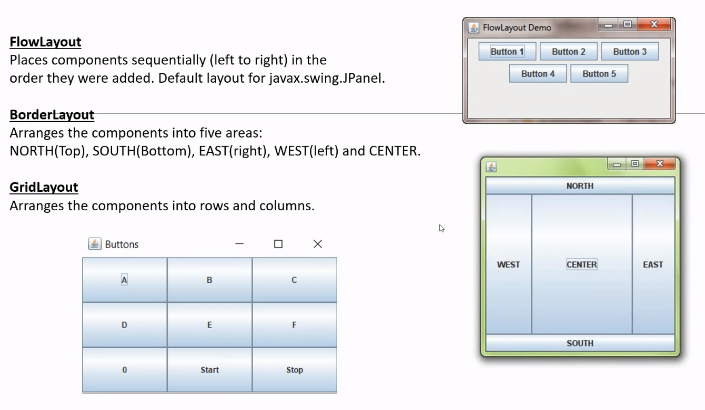 FlowLayout
Places components sequentially (left to right) in the
order they were added. Default layout for javax.swing.JPanel.
BorderLayout
Arranges the components into five areas:
NORTH(Top), SOUTH(Bottom), EAST(right), WEST(left) and CENTER.
GridLayout
Arranges the components into rows and columns.
Buttons
A B C
D E F
0 Start Stop
FlowLayout Demo
Button 1 Button 2 Button 3
Button 4 Button 5
NORTH
WEST CENTER EAST
SOUTH